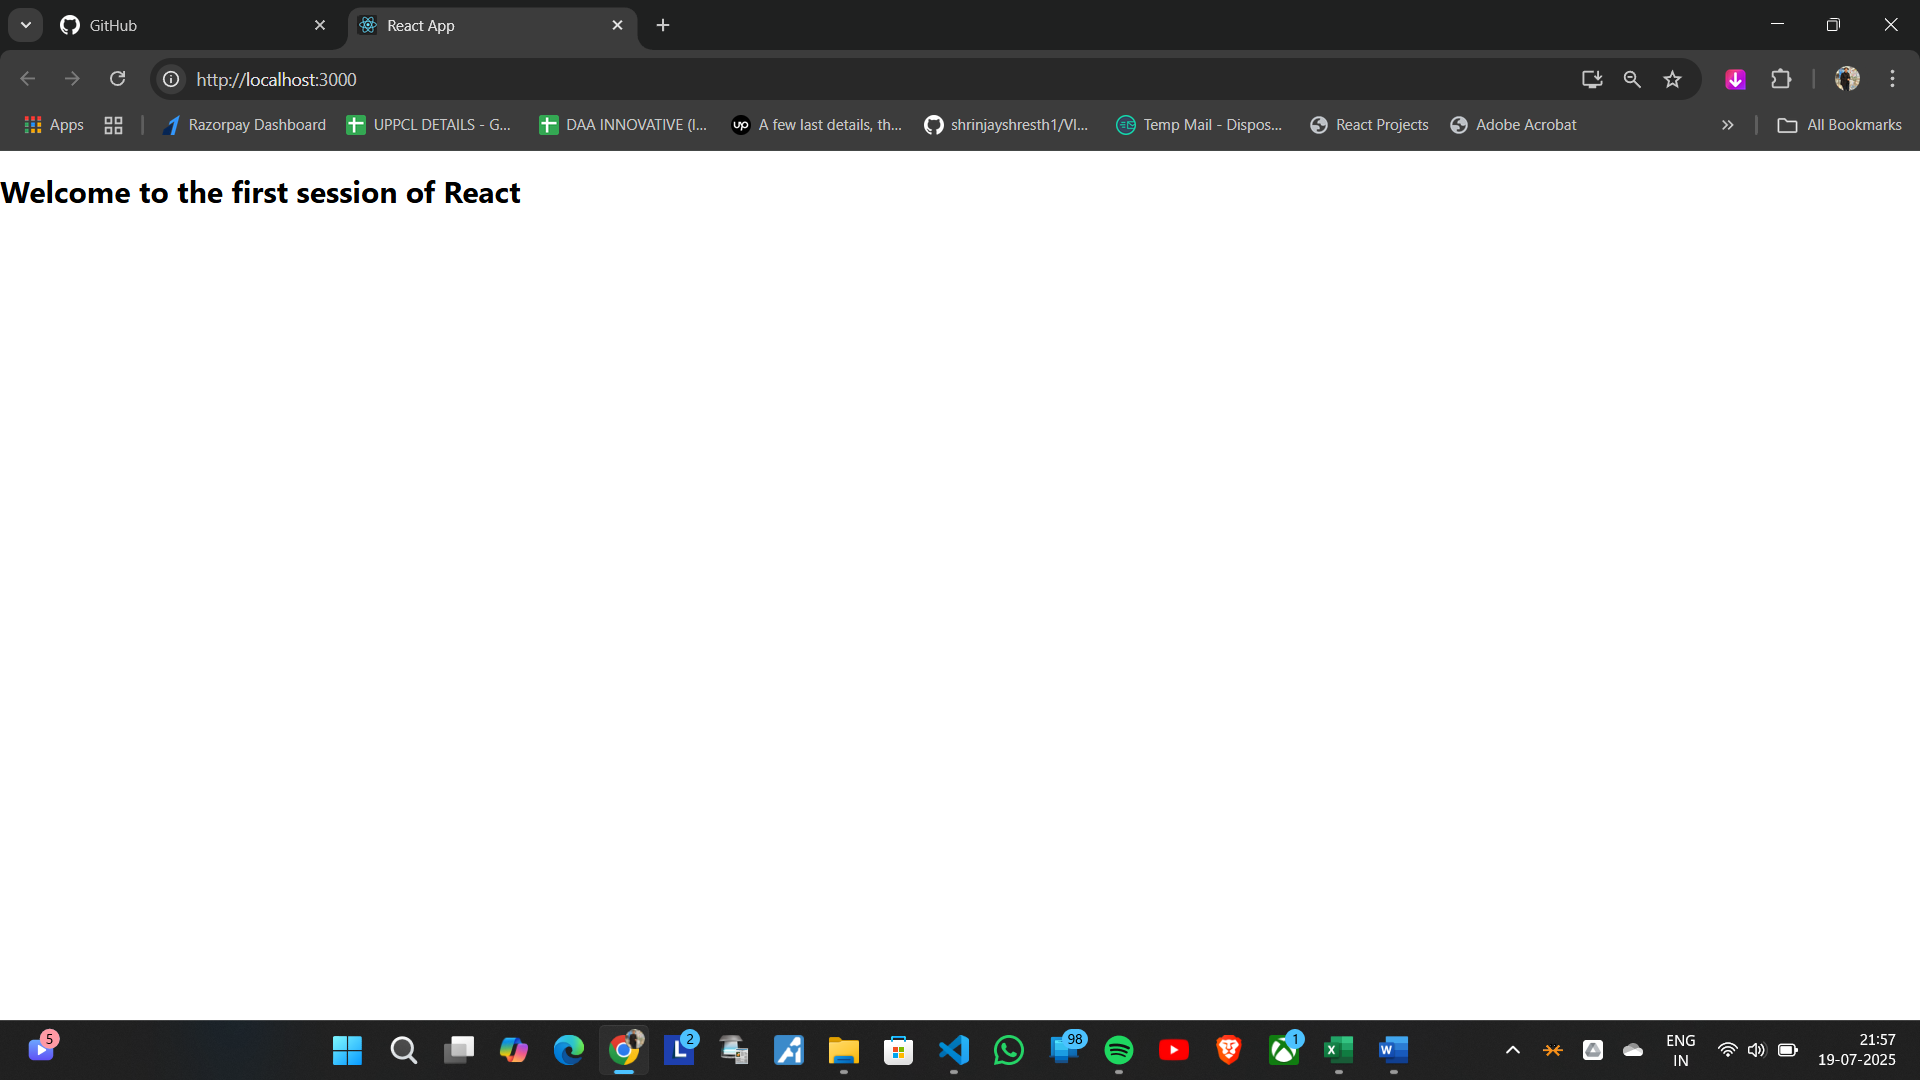 GitHub
React App
http://localhost:3000
Apps
Razorpay Dashboard
UPPCL DETAILS - G...
DAA INNOVATIVE (I...
up
A few last details, th...
shrinjayshresth1/VI...
Temp Mail - Dispos...
React Projects
Adobe Acrobat
All Bookmarks
Welcome to the first session of React
5
L
2
98
1
X
W
ENG
IN
21:57
19-07-2025